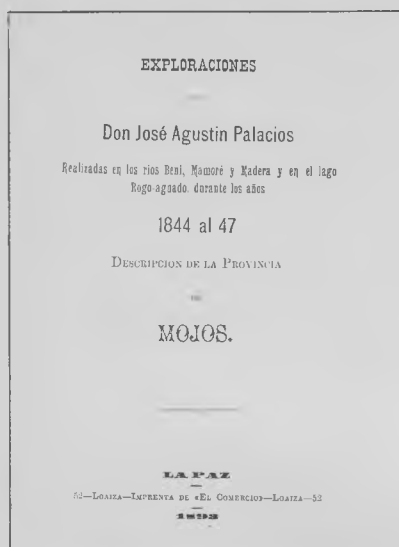 EXPLORACIONES
Don José Agustin Palacios
Realizadas en los rios Beni, Mamoré y Madera y en el lago
Rogo-aguado, durante los años
1844 al 47
DESCRIPCION DE LA PROVINCIA
DE
MOJOS.
LA PAZ
52—LOAIZA—IMPRENTA DE «EL COMERCIO»—LOAIZA—53
1893